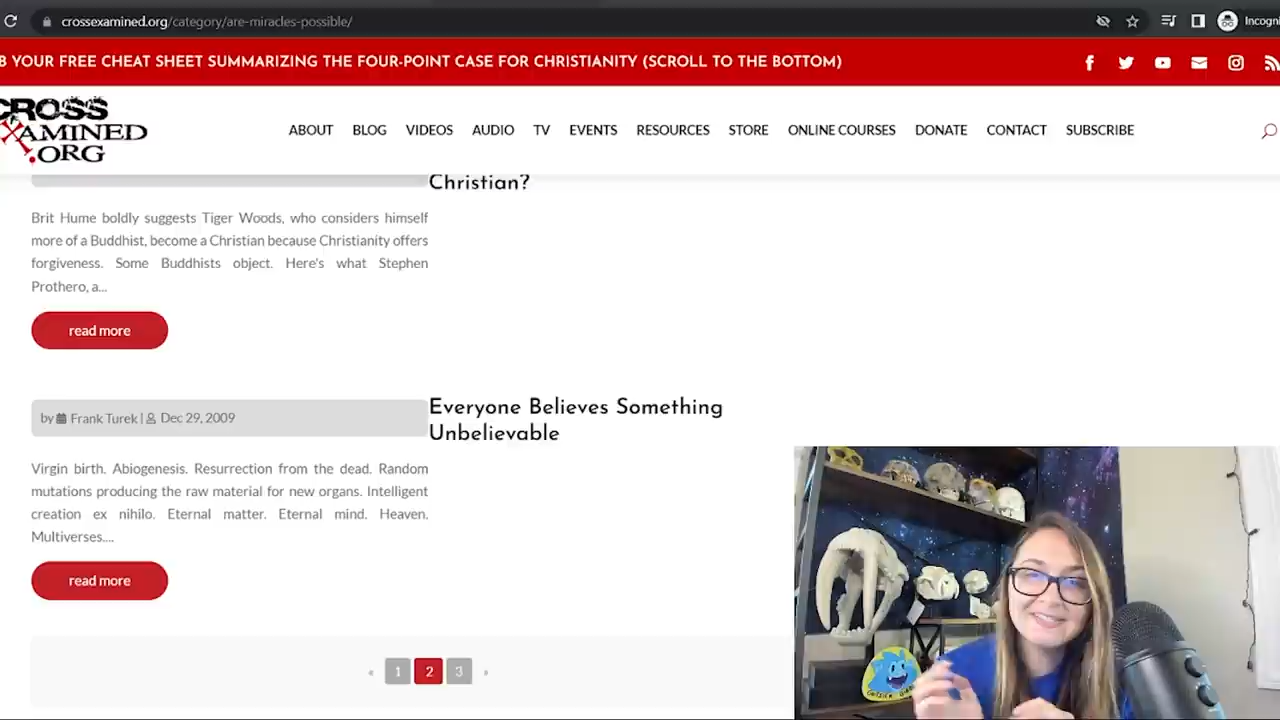 crossexamined.org/category/are-miracles-possible/
Incogni
B YOUR FREE CHEAT SHEET SUMMARIZING THE FOUR-POINT CASE FOR CHRISTIANITY (SCROLL TO THE BOTTOM)
CROSS
EXAMINED
.ORG
ABOUT BLOG VIDEOS AUDIO TV EVENTS RESOURCES STORE ONLINE COURSES DONATE CONTACT SUBSCRIBE
Christian?
Brit Hume boldly suggests Tiger Woods, who considers himself
more of a Buddhist, become a Christian because Christianity offers
forgiveness. Some Buddhists object. Here's what Stephen
Prothero, a...
read more
by Frank Turek | Dec 29, 2009
Everyone Believes Something
Unbelievable
Virgin birth. Abiogenesis. Resurrection from the dead. Random
mutations producing the raw material for new organs. Intelligent
creation ex nihilo. Eternal matter. Eternal mind. Heaven.
Multiverses....
read more
« 1 2 3 »